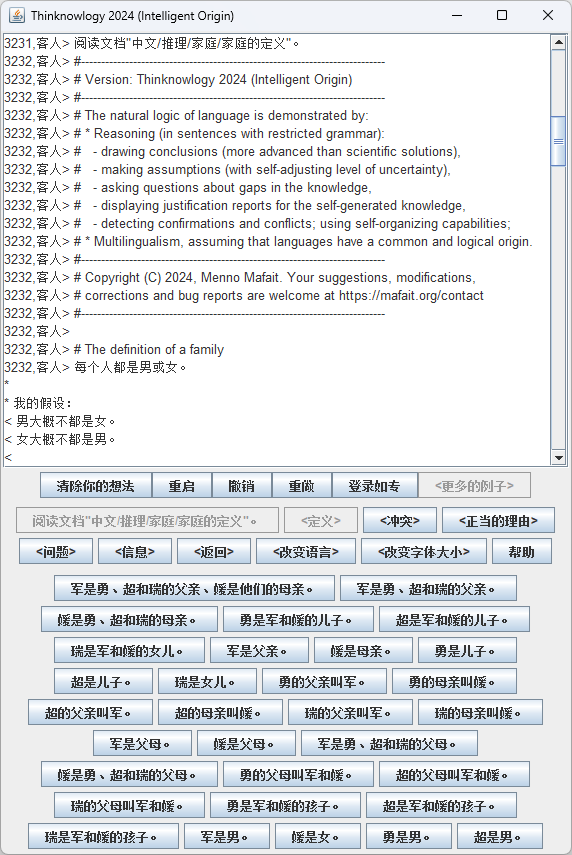 Thinknowlogy 2024 (Intelligent Origin)
3231,客人> 阅读文档"中文/推理/家庭/家庭的定义"。
3232,客人> #----------------------------------------------------------------------------
3232,客人> # Version: Thinknowlogy 2024 (Intelligent Origin)
3232,客人> #----------------------------------------------------------------------------
3232,客人> # The natural logic of language is demonstrated by:
3232,客人> # * Reasoning (in sentences with restricted grammar):
3232,客人> #   - drawing conclusions (more advanced than scientific solutions),
3232,客人> #   - making assumptions (with self-adjusting level of uncertainty),
3232,客人> #   - asking questions about gaps in the knowledge,
3232,客人> #   - displaying justification reports for the self-generated knowledge,
3232,客人> #   - detecting confirmations and conflicts; using self-organizing capabilities;
3232,客人> # * Multilingualism, assuming that languages have a common and logical origin.
3232,客人> #----------------------------------------------------------------------------
3232,客人> # Copyright (C) 2024, Menno Mafait. Your suggestions, modifications,
3232,客人> # corrections and bug reports are welcome at https://mafait.org/contact
3232,客人> #----------------------------------------------------------------------------
3232,客人>
3232,客人> # The definition of a family
3232,客人> 每个人都是男或女。
*
* 我的假设：
< 男大概不都是女。
< 女大概不都是男。
<
清除你的想法 重启 撤销 重做 登录如专 <更多的例子>
阅读文档"中文/推理/家庭/家庭的定义"。 <定义> <冲突> <正当的理由>
<问题> <信息> <返回> <改变语言> <改变字体大小> 帮助
军是勇、超和瑞的父亲、媛是他们的母亲。 军是勇、超和瑞的父亲。
媛是勇、超和瑞的母亲。 勇是军和媛的儿子。 超是军和媛的儿子。
瑞是军和媛的女儿。 军是父亲。 媛是母亲。 勇是儿子。
超是儿子。 瑞是女儿。 勇的父亲叫军。 勇的母亲叫媛。
超的父亲叫军。 超的母亲叫媛。 瑞的父亲叫军。 瑞的母亲叫媛。
军是父母。 媛是父母。 军是勇、超和瑞的父母。
媛是勇、超和瑞的父母。 勇的父母叫军和媛。 超的父母叫军和媛。
瑞的父母叫军和媛。 勇是军和媛的孩子。 超是军和媛的孩子。
瑞是军和媛的孩子。 军是男。 媛是女。 勇是男。 超是男。